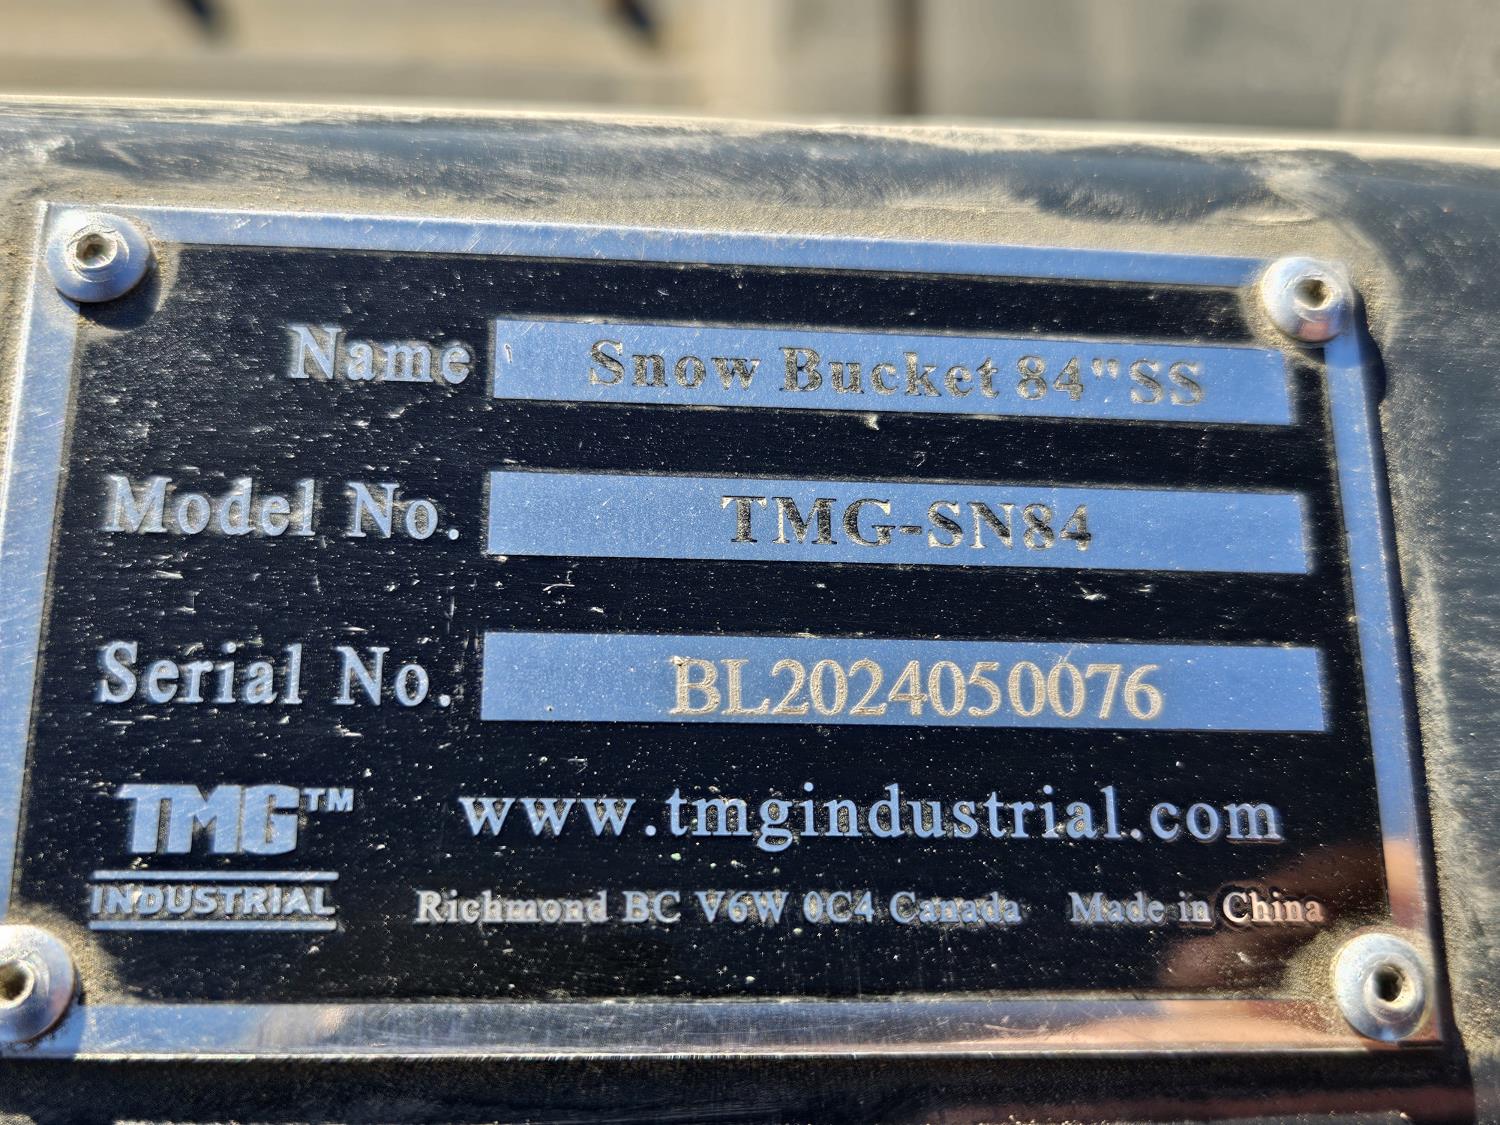 Name Snow Bucket 84"SS
Model No. TMG-SN84
Serial No. BL2024050076
TMG™ www.tmgindustrial.com
INDUSTRIAL Richmond BC V6W 0C4 Canada Made in China